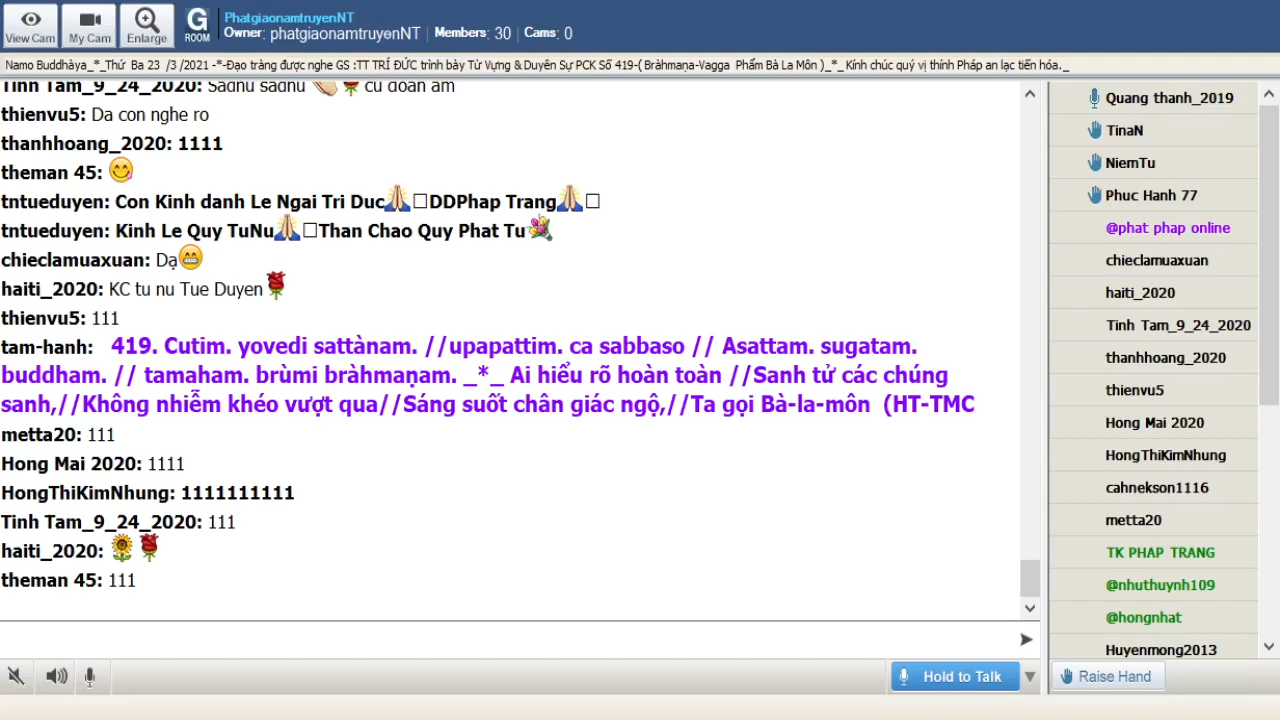 View Cam
My Cam
Enlarge
G
ROOM
PhatgiaonamtruyenNT
Owner: phatgiaonamtruyenNT | Members: 30 | Cams: 0
Namo Buddhàya_*_Thứ Ba 23 /3 /2021 -*-Đạo tràng được nghe GS :TT TRÍ ĐỨC trình bày Từ Vựng & Duyên Sự PCK Số 419-( Bràhmaṇa-Vagga Phẩm Bà La Môn )_*_ Kính chúc quý vị thính Pháp an lạc tiến hóa._
Tinh Tam_9_24_2020: Sadhu sadhu cu doan am
thienvu5: Da con nghe ro
thanhhoang_2020: 1111
theman 45:
tntueduyen: Con Kinh danh Le Ngai Tri Duc DDPhap Trang
tntueduyen: Kinh Le Quy TuNu Than Chao Quy Phat Tu
chieclamuaxuan: Dạ
haiti_2020: KC tu nu Tue Duyen
thienvu5: 111
tam-hanh: 419. Cutim. yovedi sattànam. //upapattim. ca sabbaso // Asattam. sugatam.
buddham. // tamaham. brùmi bràhmaṇam. _*_ Ai hiểu rõ hoàn toàn //Sanh tử các chúng
sanh,//Không nhiễm khéo vượt qua//Sáng suốt chân giác ngộ,//Ta gọi Bà-la-môn (HT-TMC
metta20: 111
Hong Mai 2020: 1111
HongThiKimNhung: 1111111111
Tinh Tam_9_24_2020: 111
haiti_2020:
theman 45: 111
Hold to Talk
Quang thanh_2019
TinaN
NiemTu
Phuc Hanh 77
@phat phap online
chieclamuaxuan
haiti_2020
Tinh Tam_9_24_2020
thanhhoang_2020
thienvu5
Hong Mai 2020
HongThiKimNhung
cahnekson1116
metta20
TK PHAP TRANG
@nhuthuynh109
@hongnhat
Huyenmong2013
Raise Hand